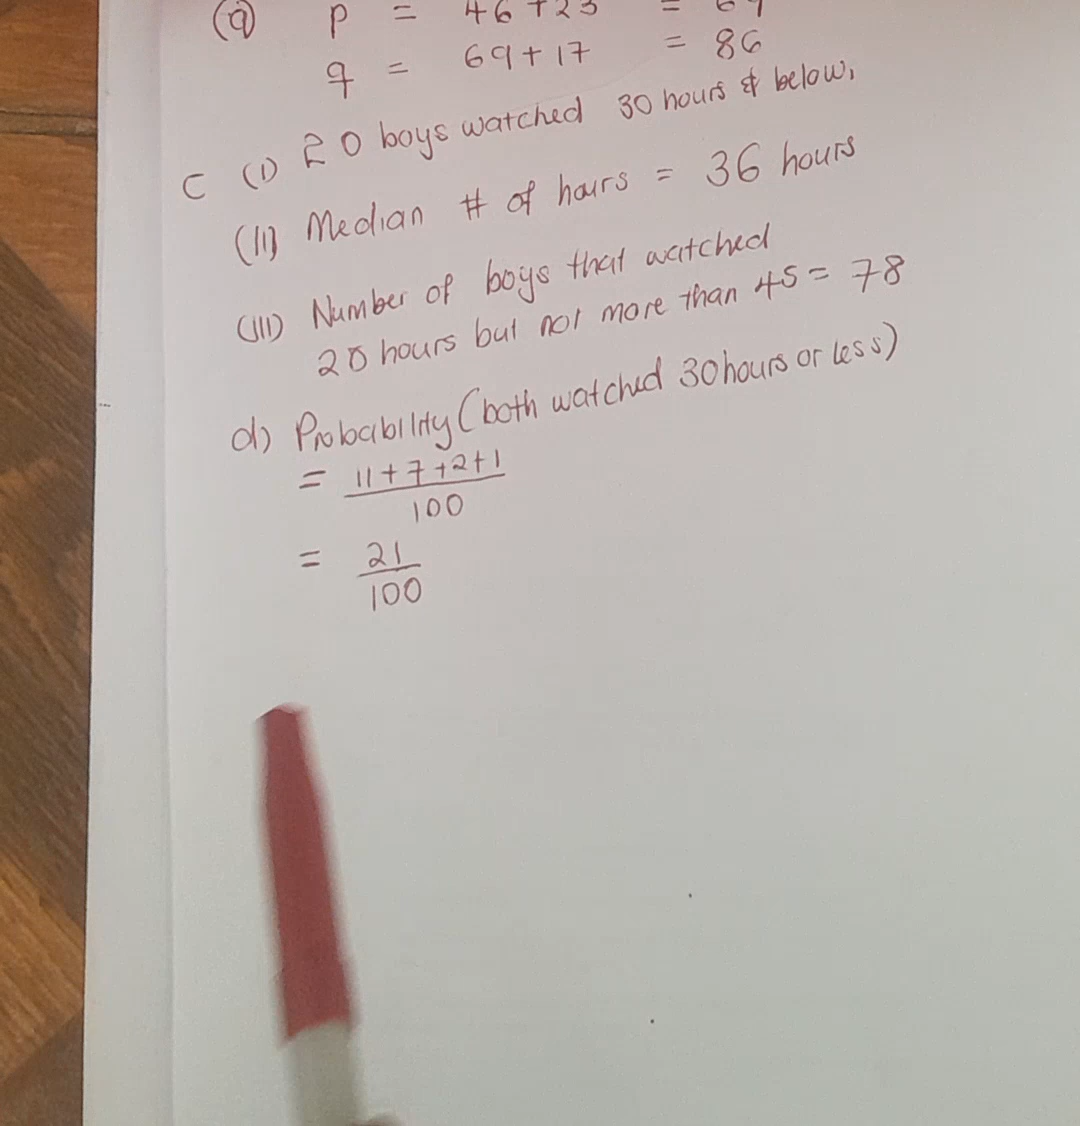 (a) p = 46 + 23 = 69
q = 69 + 17 = 86
C (i) 20 boys watched 30 hours & below.
(ii) Median # of hours = 36 hours
(iii) Number of boys that watched
20 hours but not more than 45 = 78
d) Probability (both watched 30 hours or less)
= 11 + 7 + 2 + 1
100
= 21
100